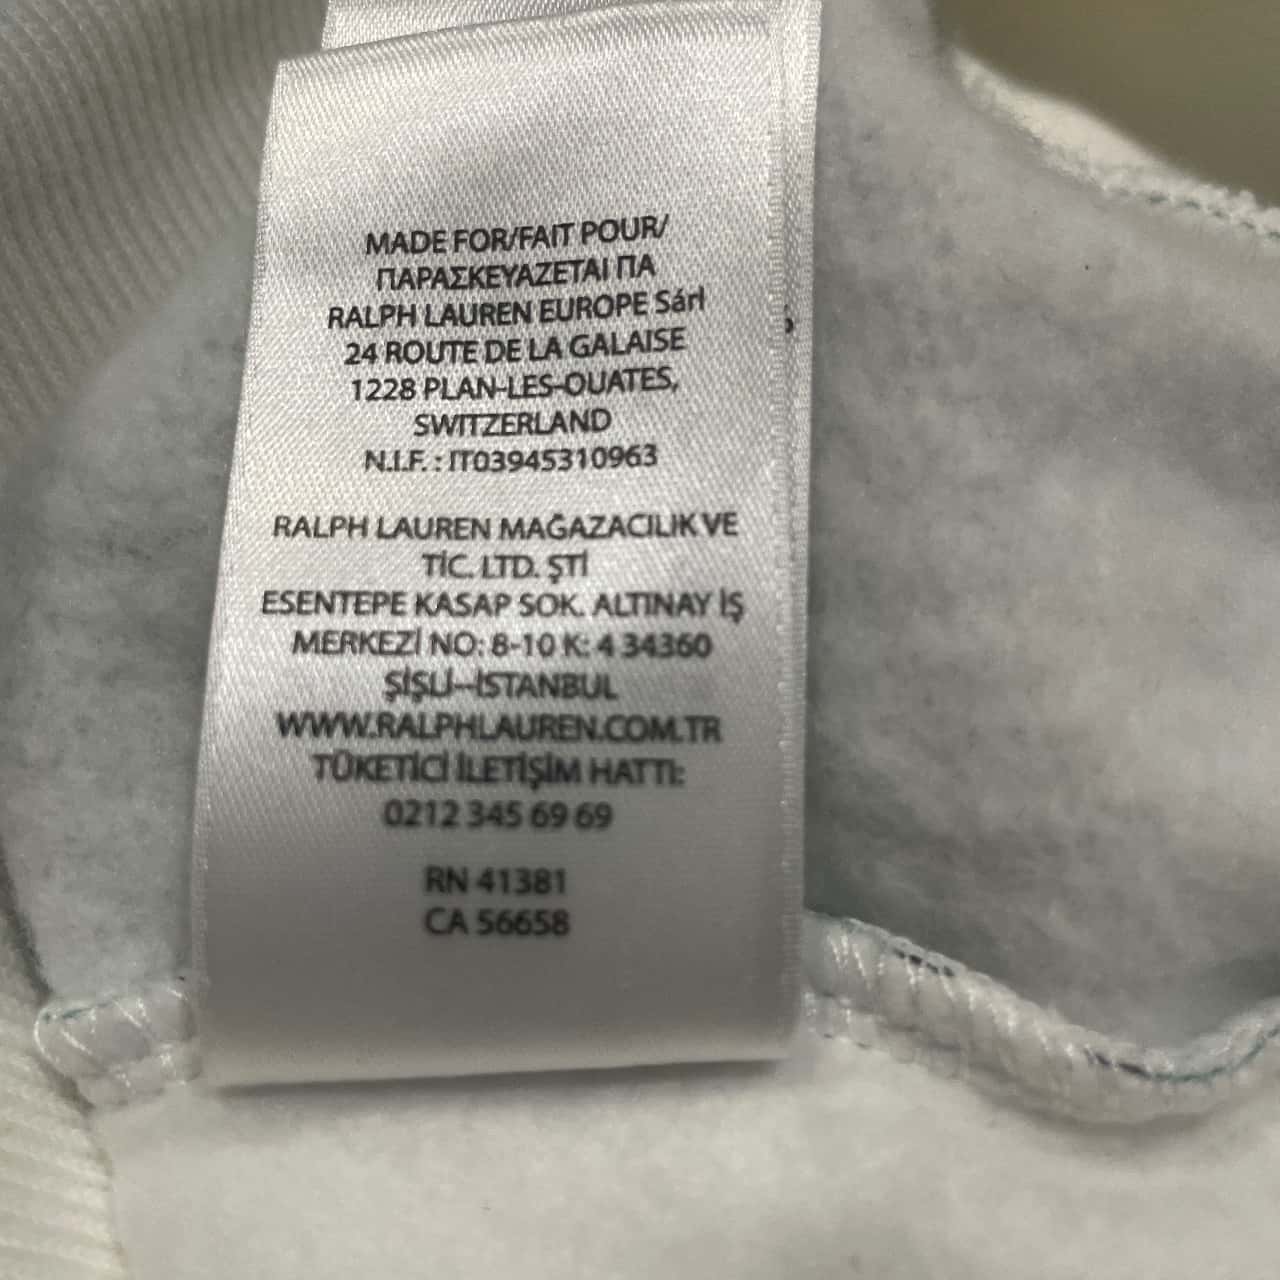 MADE FOR/FAIT POUR/
ΠΑΡΑΣΚΕΥΑΖΕΤΑΙ ΠΑ
RALPH LAUREN EUROPE Sárl
24 ROUTE DE LA GALAISE
1228 PLAN-LES-OUATES,
SWITZERLAND
N.I.F. : IT03945310963
RALPH LAUREN MAĞAZACILIK VE
TİC. LTD. ŞTİ
ESENTEPE KASAP SOK. ALTINAY İŞ
MERKEZİ NO: 8-10 K: 4 34360
ŞİŞLİ--İSTANBUL
WWW.RALPHLAUREN.COM.TR
TÜKETİCİ İLETİŞİM HATTI:
0212 345 69 69
RN 41381
CA 56658